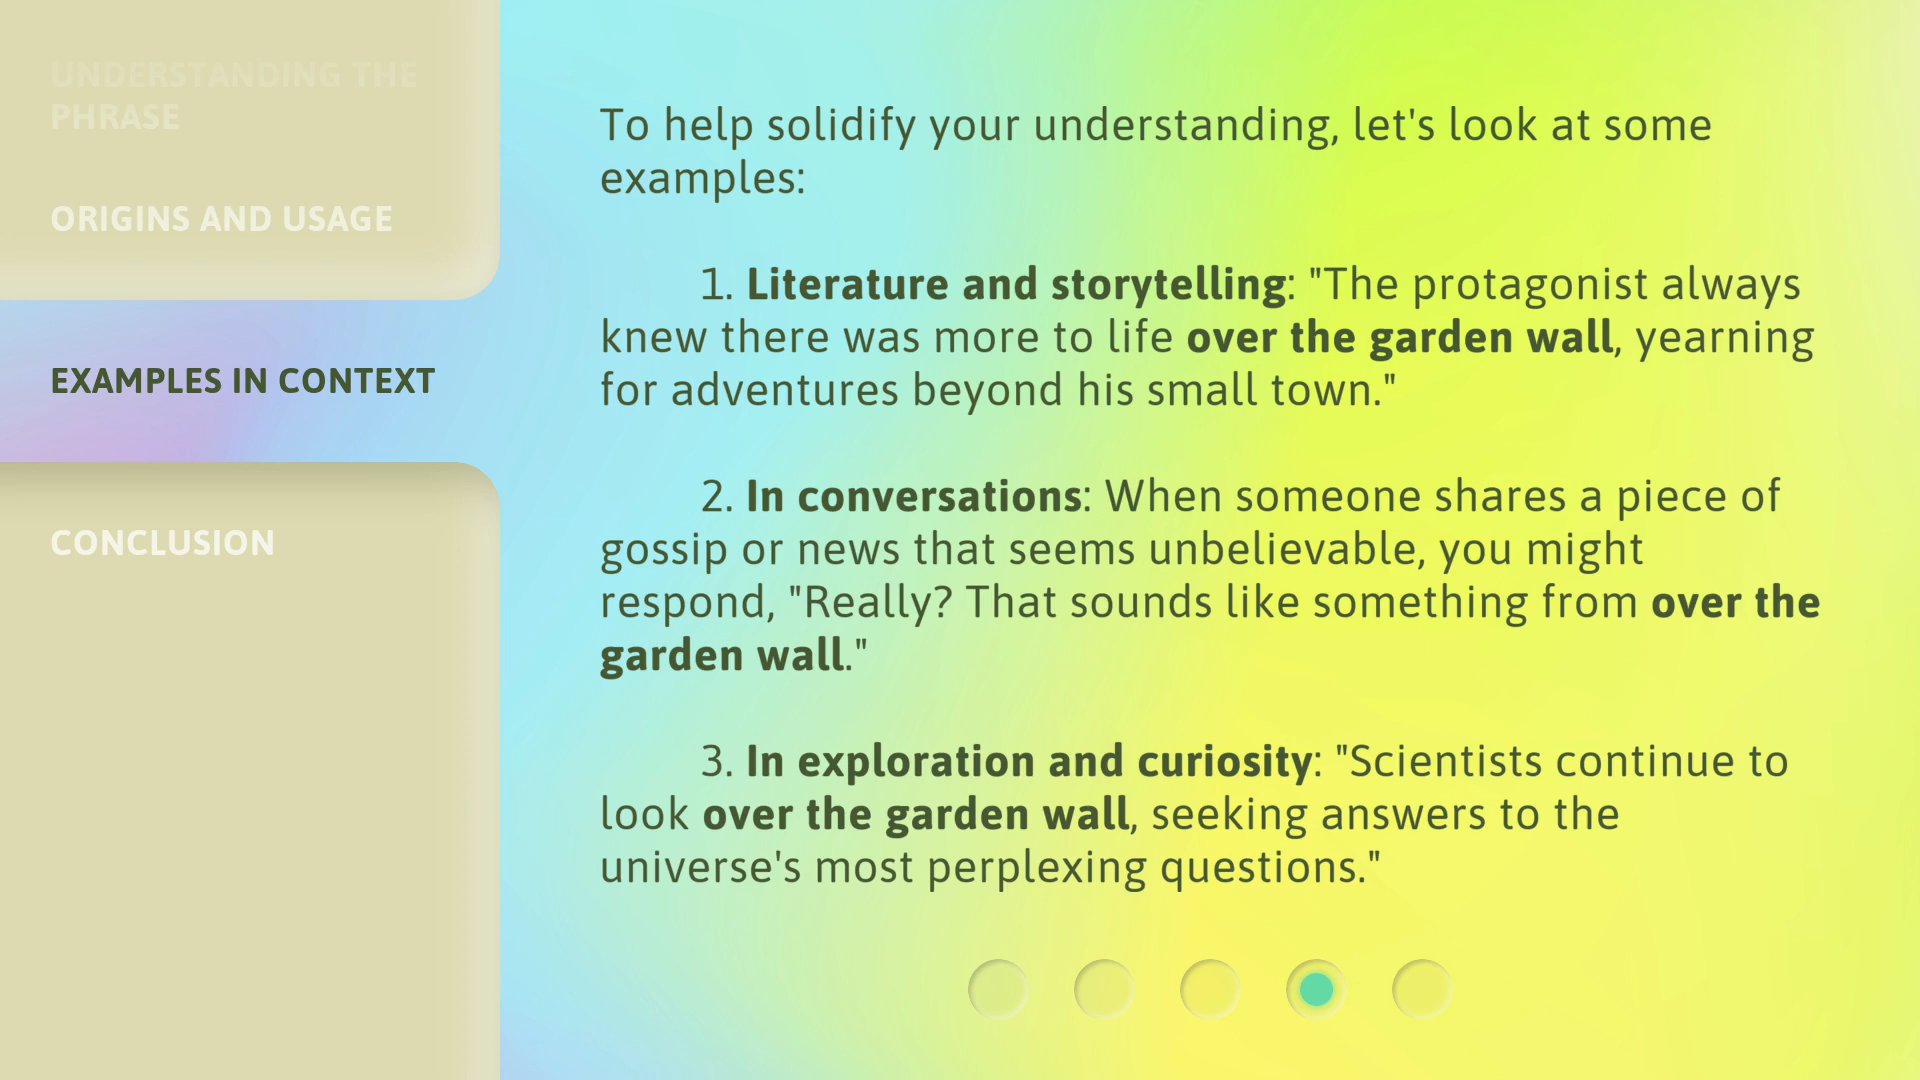 UNDERSTANDING THE
PHRASE
ORIGINS AND USAGE
EXAMPLES IN CONTEXT
CONCLUSION
To help solidify your understanding, let's look at some
examples:
1. Literature and storytelling: "The protagonist always
knew there was more to life over the garden wall, yearning
for adventures beyond his small town."
2. In conversations: When someone shares a piece of
gossip or news that seems unbelievable, you might
respond, "Really? That sounds like something from over the
garden wall."
3. In exploration and curiosity: "Scientists continue to
look over the garden wall, seeking answers to the
universe's most perplexing questions."